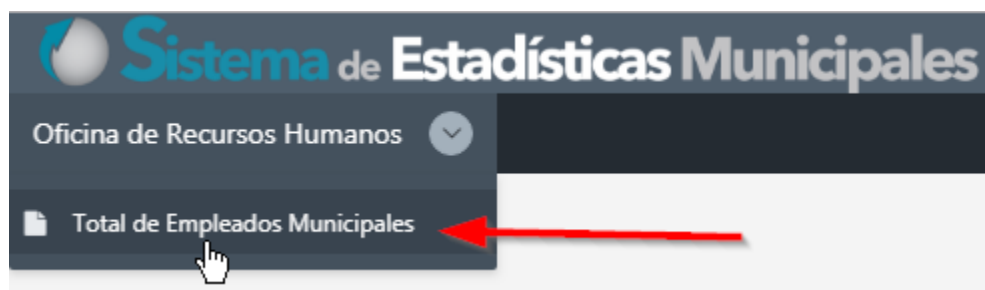 Sistema de Estadísticas Municipales
Oficina de Recursos Humanos
Total de Empleados Municipales